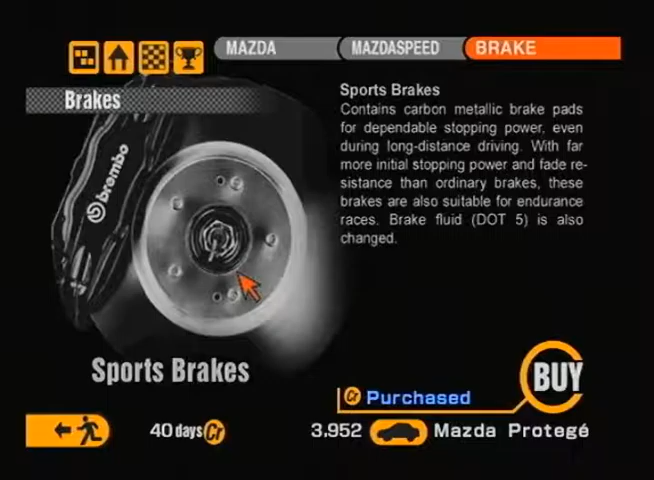 MAZDA
MAZDASPEED
BRAKE
Brakes
Sports Brakes
Contains carbon metallic brake pads
for dependable stopping power, even
during long-distance driving. With far
more initial stopping power and fade re-
sistance than ordinary brakes, these
brakes are also suitable for endurance
races. Brake fluid (DOT 5) is also
changed.
brembo
Sports Brakes
BUY
Cr Purchased
40 days Cr
3,952
Mazda Protegé